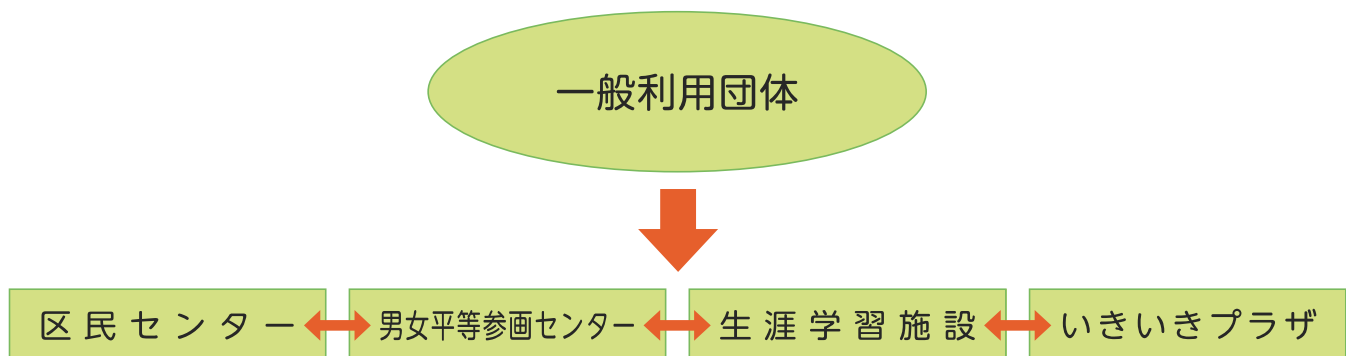 一般利用団体
区民センター
男女平等参画センター
生涯学習施設
いきいきプラザ